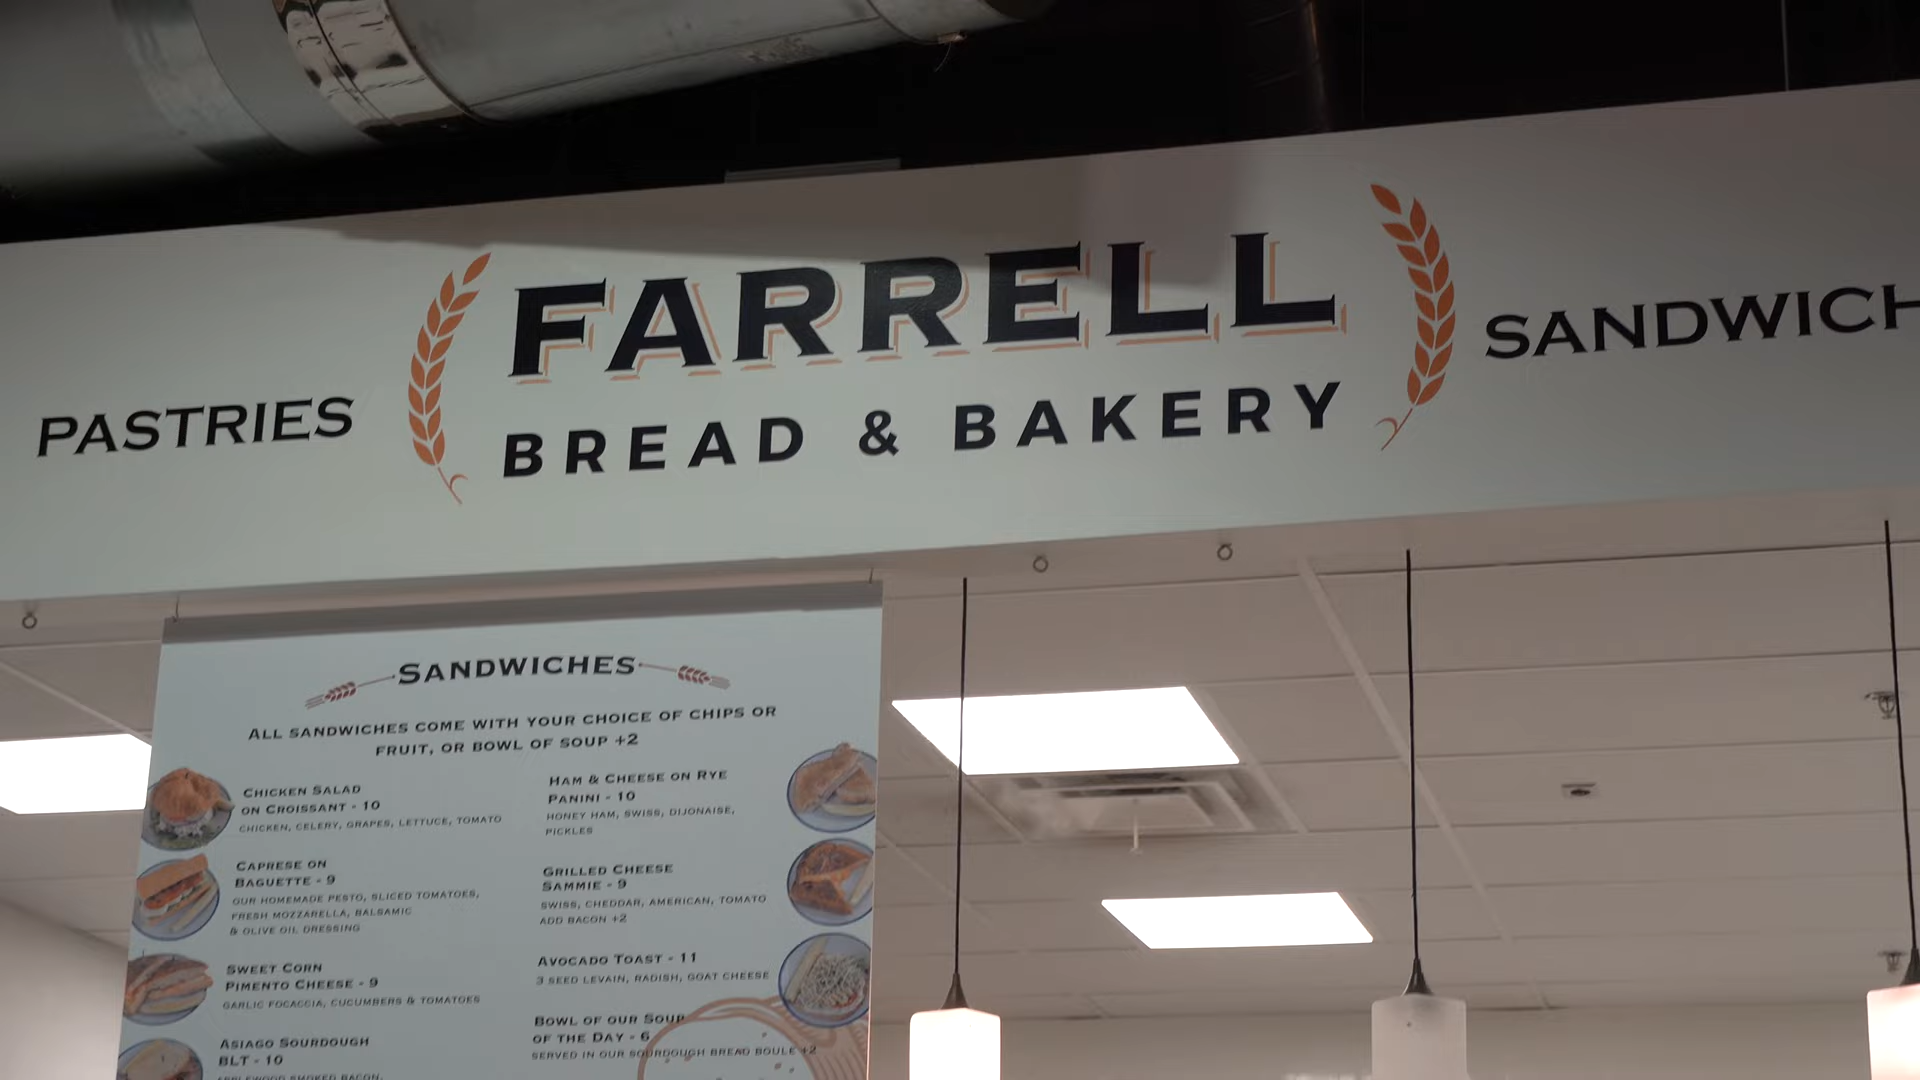 PASTRIES
FARRELL
BREAD & BAKERY
SANDWICH
SANDWICHES
ALL SANDWICHES COME WITH YOUR CHOICE OF CHIPS OR
FRUIT, OR BOWL OF SOUP +2
CHICKEN SALAD
ON CROISSANT - 10
CHICKEN, CELERY, GRAPES, LETTUCE, TOMATO
CAPRESE ON
BAGUETTE - 9
OUR HOMEMADE PESTO, SLICED TOMATOES,
FRESH MOZZARELLA, BALSAMIC
& OLIVE OIL DRESSING
SWEET CORN
PIMENTO CHEESE - 9
GARLIC FOCACCIA, CUCUMBERS & TOMATOES
ASIAGO SOURDOUGH
BLT - 10
APPLEWOOD SMOKED BACON,
HAM & CHEESE ON RYE
PANINI - 10
HONEY HAM, SWISS, DIJONAISE,
PICKLES
GRILLED CHEESE
SAMMIE - 9
SWISS, CHEDDAR, AMERICAN, TOMATO
ADD BACON +2
AVOCADO TOAST - 11
3 SEED LEVAIN, RADISH, GOAT CHEESE
BOWL OF OUR SOUP
OF THE DAY - 6
SERVED IN OUR SOURDOUGH BREAD BOULE +2